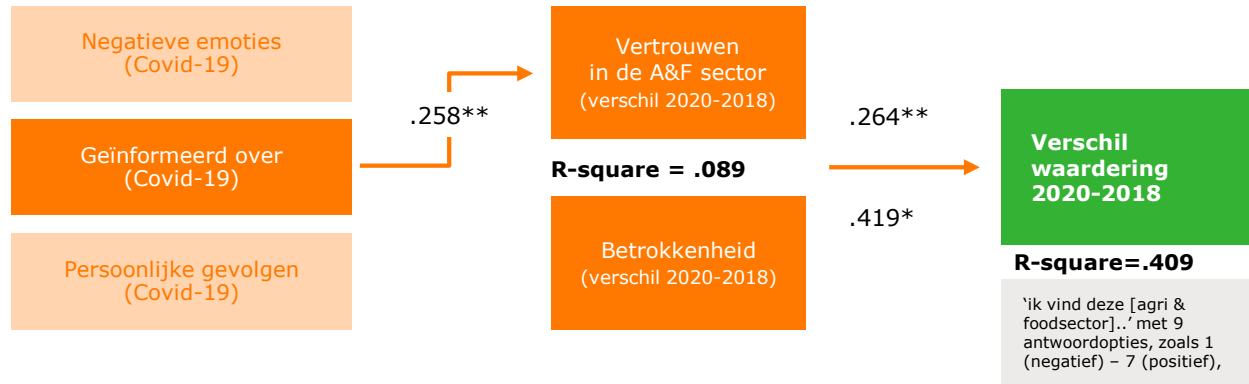 Negatieve emoties
(Covid-19)
Geïnformeerd over
(Covid-19)
Persoonlijke gevolgen
(Covid-19)
.258**
Vertrouwen
in de A&F sector
(verschil 2020-2018)
R-square = .089
Betrokkenheid
(verschil 2020-2018)
.264**
.419*
Verschil
waardering
2020-2018
R-square=.409
‘ik vind deze [agri &
foodsector]..’ met 9
antwoordopties, zoals 1
(negatief) – 7 (positief),